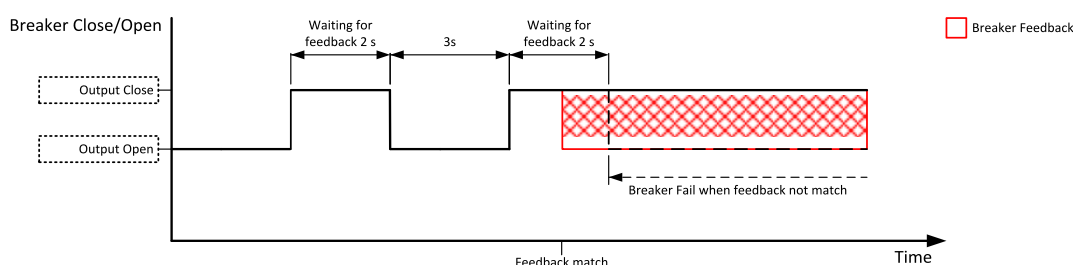 Breaker Close/Open
Waiting for
feedback 2 s
3s
Waiting for
feedback 2 s
Breaker Feedback
Output Close
Output Open
Breaker Fail when feedback not match
Time
Feedback match